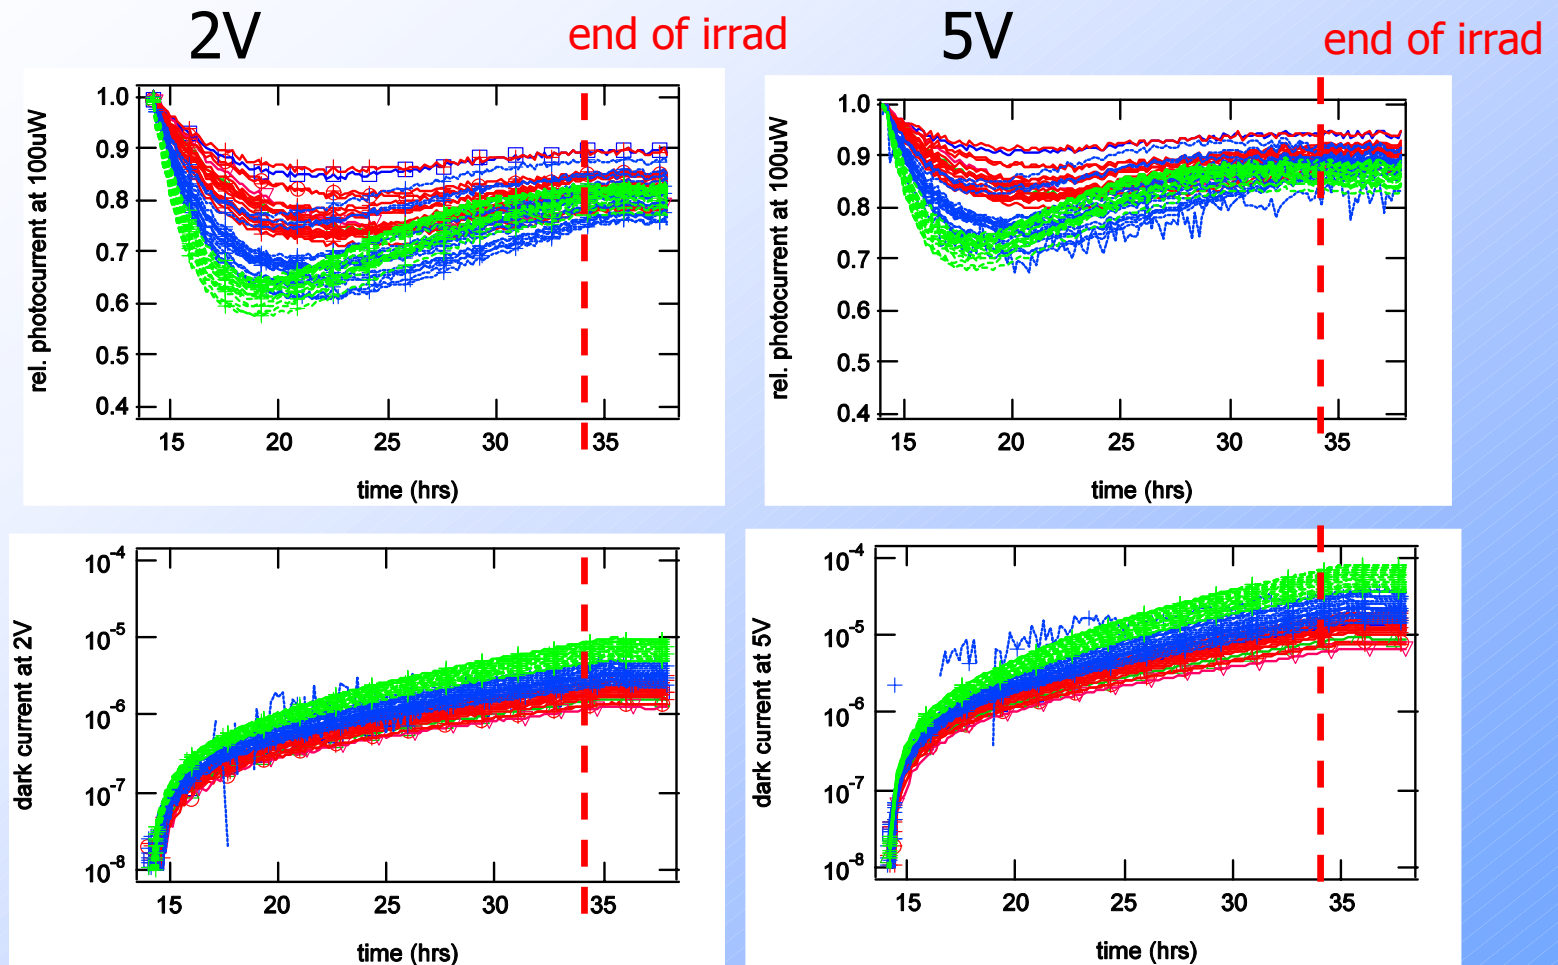 2V
end of irrad
5V
end of irrad
rel. photocurrent at 100uW
1.0
0.9
0.8
0.7
0.6
0.5
0.4
15 20 25 30 35
time (hrs)
rel. photocurrent at 100uW
1.0
0.9
0.8
0.7
0.6
0.5
0.4
15 20 25 30 35
time (hrs)
dark current at 2V
10⁻⁴
10⁻⁵
10⁻⁶
10⁻⁷
10⁻⁸
15 20 25 30 35
time (hrs)
dark current at 5V
10⁻⁴
10⁻⁵
10⁻⁶
10⁻⁷
10⁻⁸
15 20 25 30 35
time (hrs)